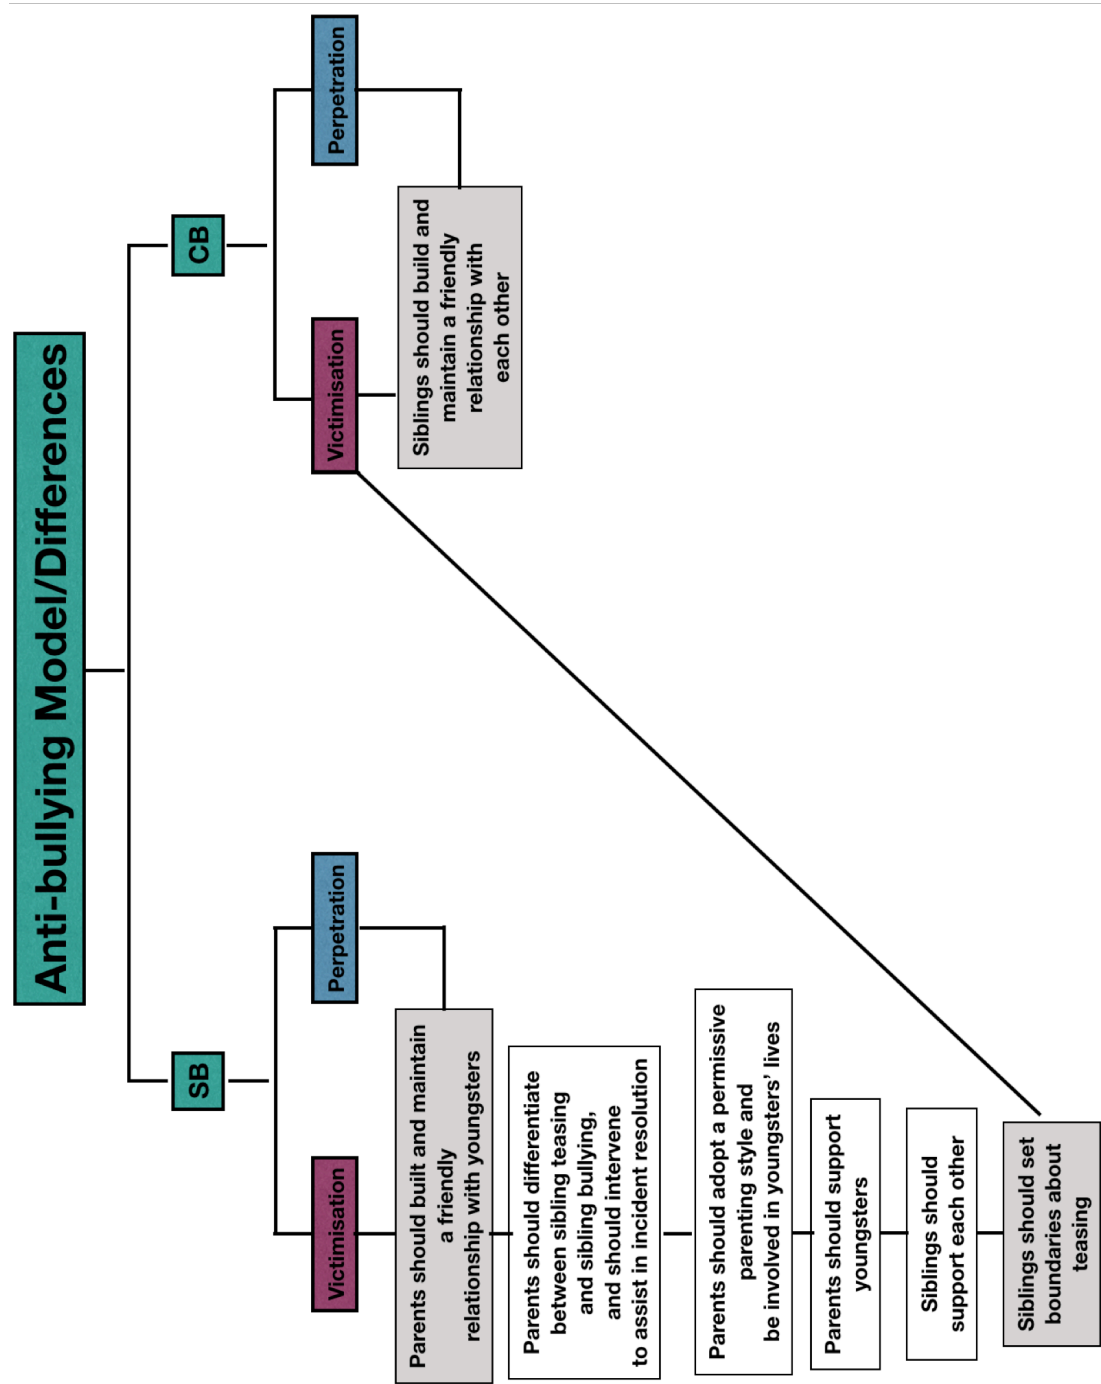 Anti-bullying Model/Differences
SB
CB
Victimisation
Perpetration
Victimisation
Perpetration
Parents should built and maintain
a friendly
relationship with youngsters
Siblings should build and
maintain a friendly
relationship with
each other
Parents should differentiate
between sibling teasing
and sibling bullying,
and should intervene
to assist in incident resolution
Parents should adopt a permissive
parenting style and
be involved in youngsters' lives
Parents should support
youngsters
Siblings should
support each other
Siblings should set
boundaries about
teasing